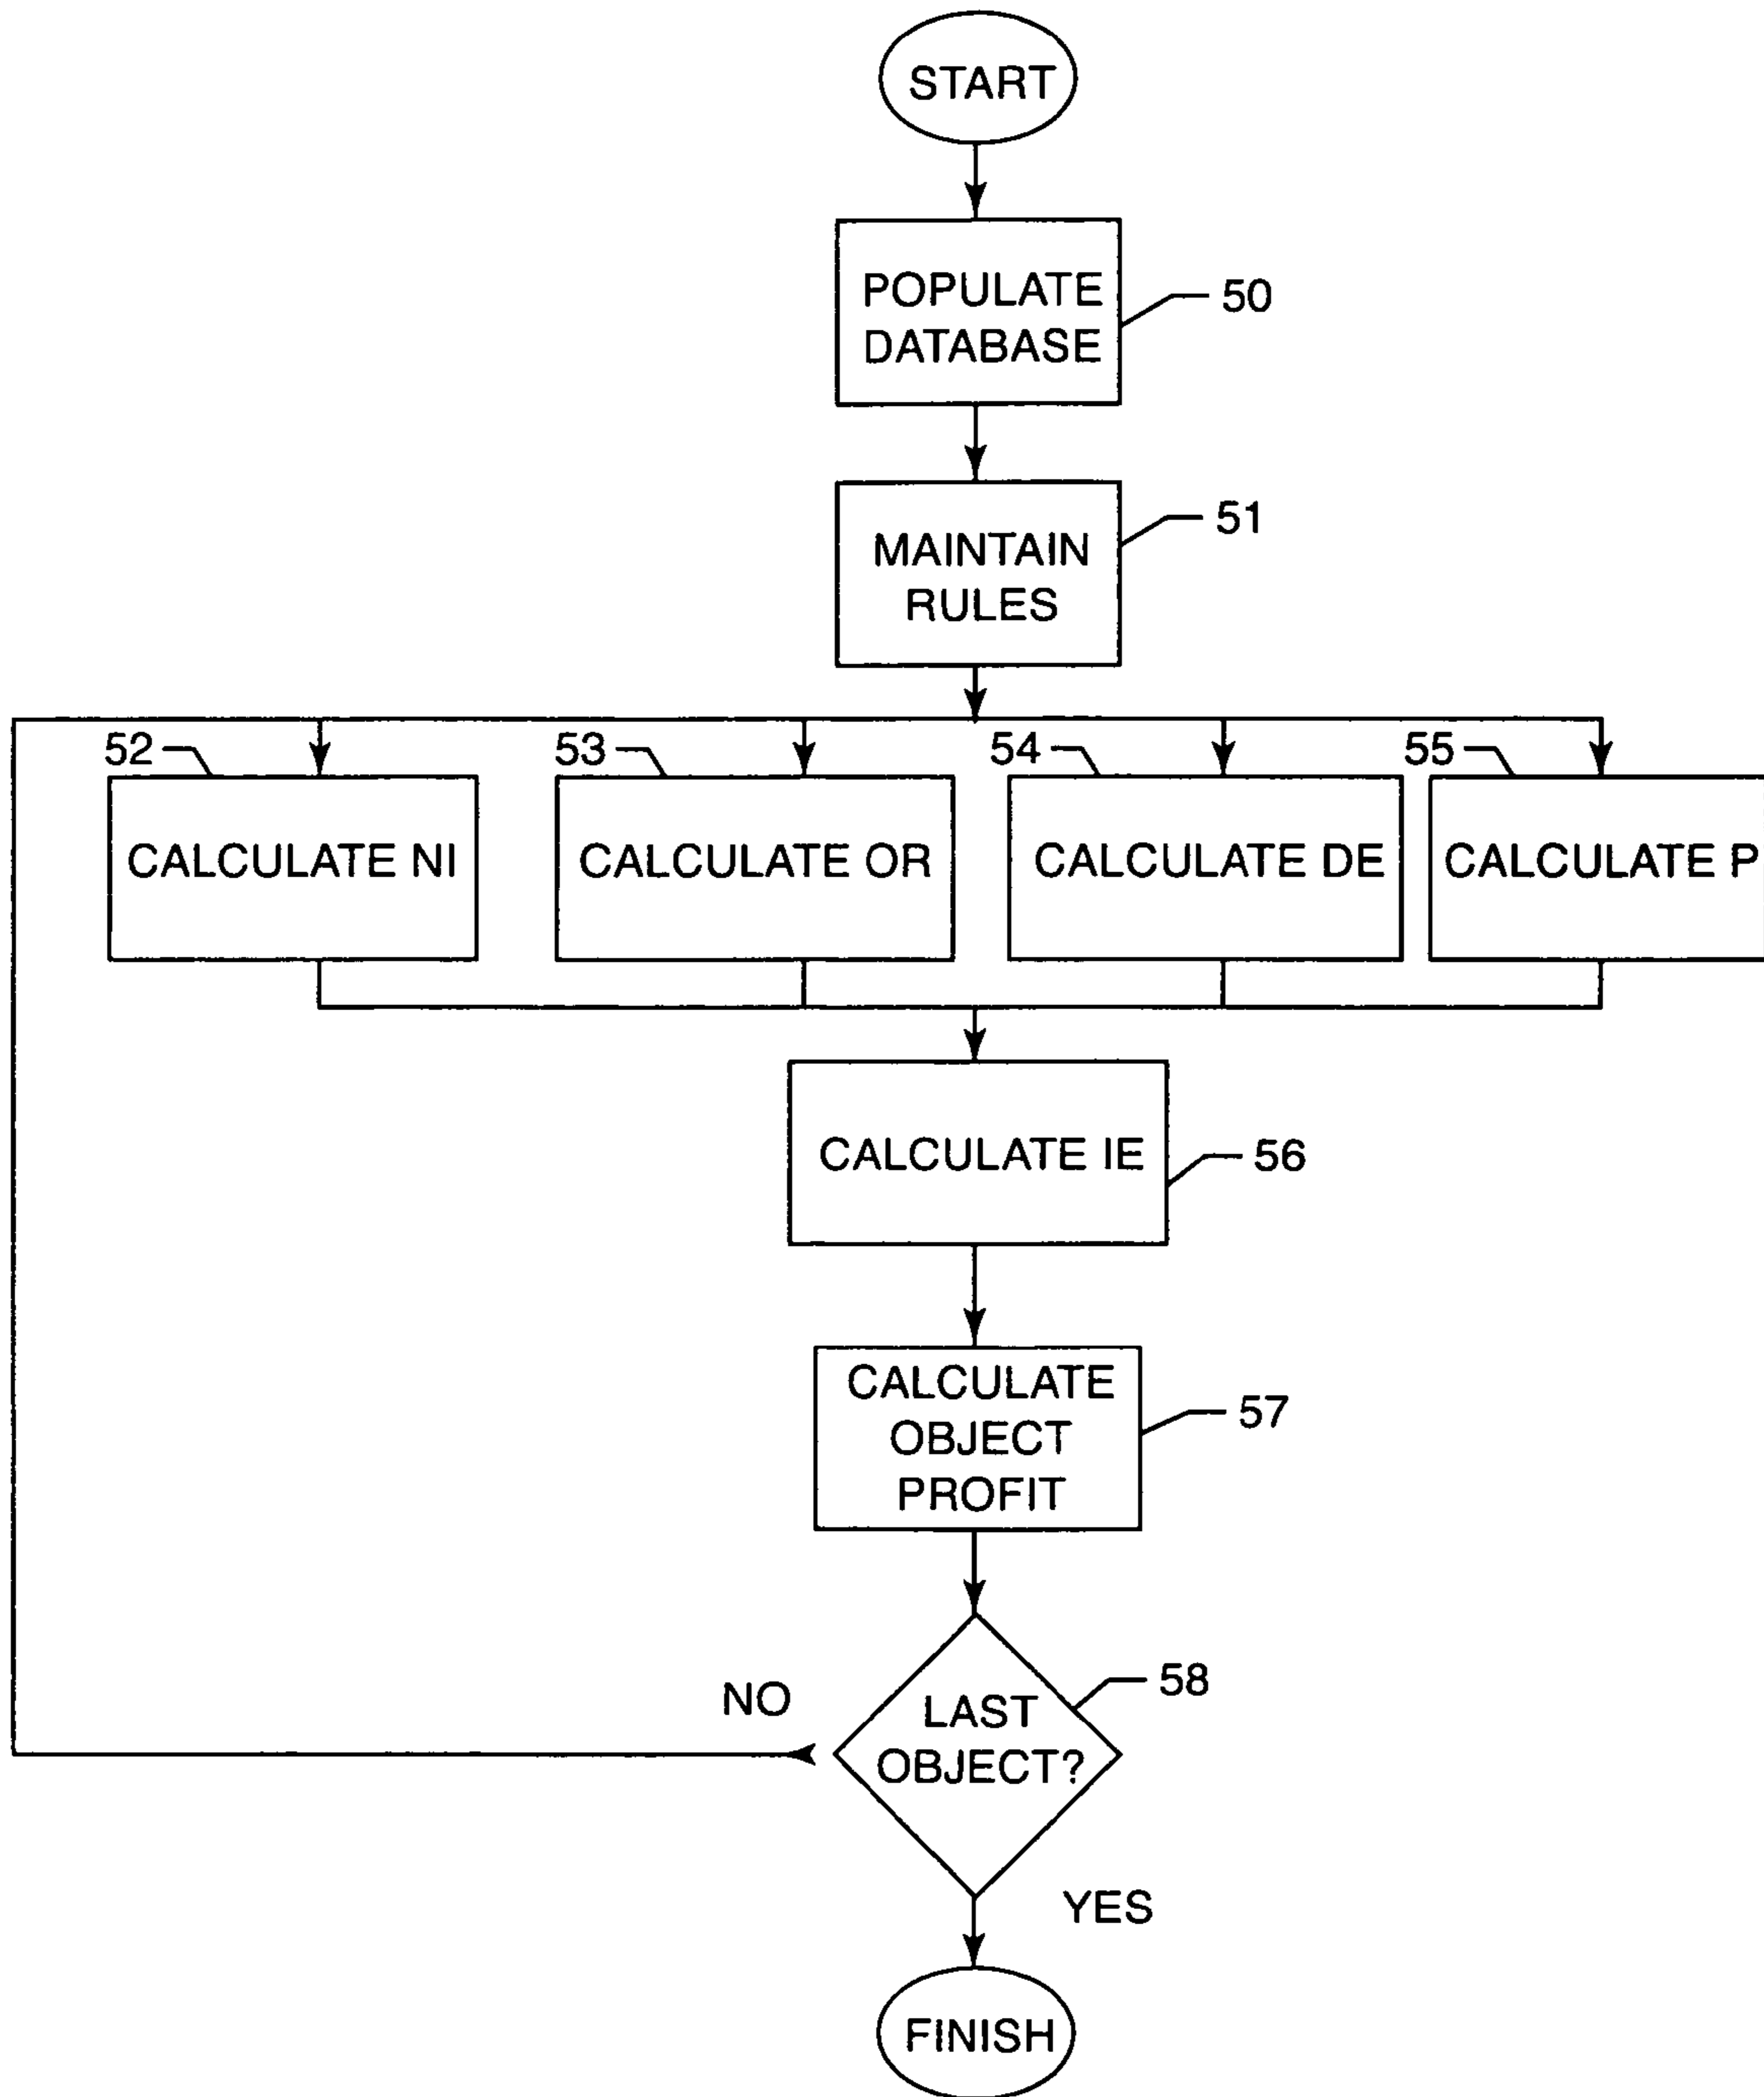 START
POPULATE
DATABASE
50
MAINTAIN
RULES
51
52
53
54
55
CALCULATE NI
CALCULATE OR
CALCULATE DE
CALCULATE P
CALCULATE IE
56
CALCULATE
OBJECT
PROFIT
57
LAST
OBJECT?
58
NO
YES
FINISH